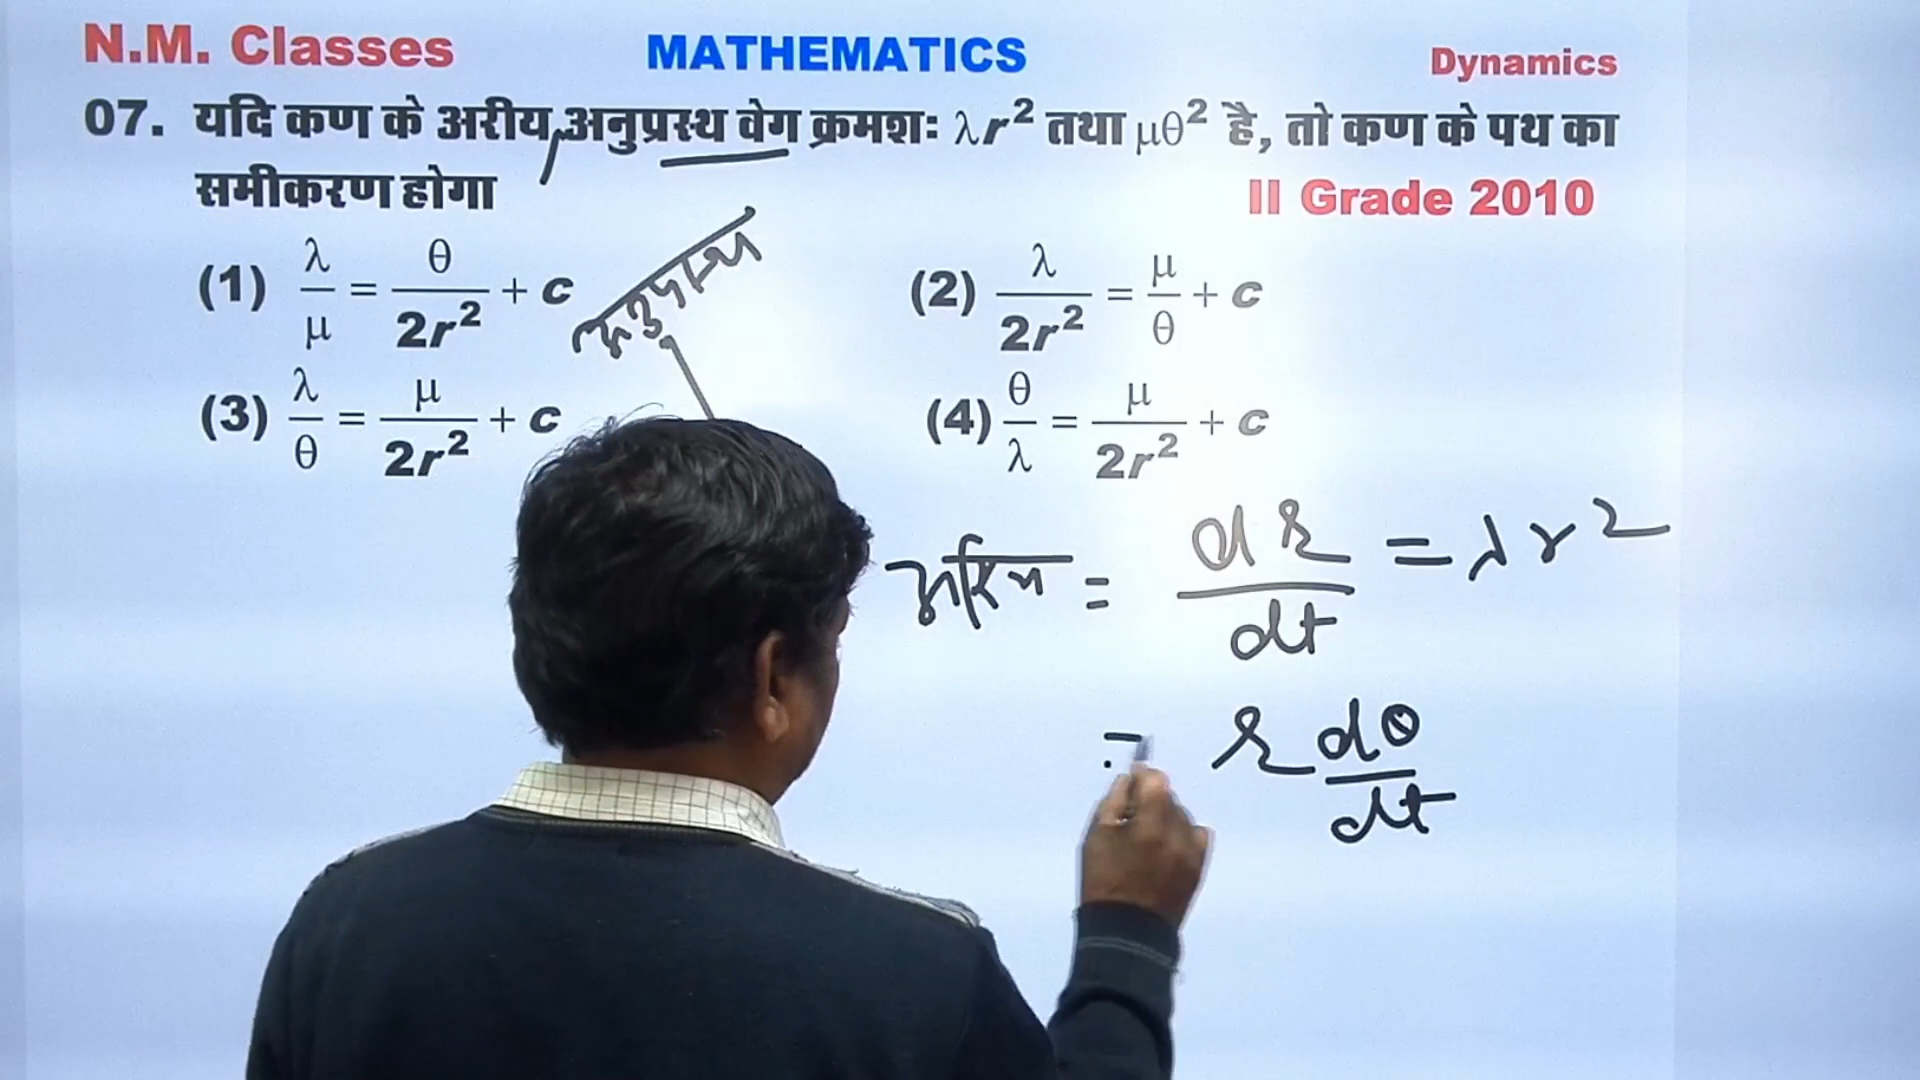 N.M. Classes MATHEMATICS Dynamics
07. यदि कण के अरीय, अनुप्रस्थ वेग क्रमशः λr² तथा μθ² है, तो कण के पथ का
समीकरण होगा II Grade 2010
(1) λ/μ = θ/2r² + c (2) λ/2r² = μ/θ + c
(3) λ/θ = μ/2r² + c (4) θ/λ = μ/2r² + c
अनुप्रस्थ
अरिय = dr/dt = λr²
= r dθ/dt